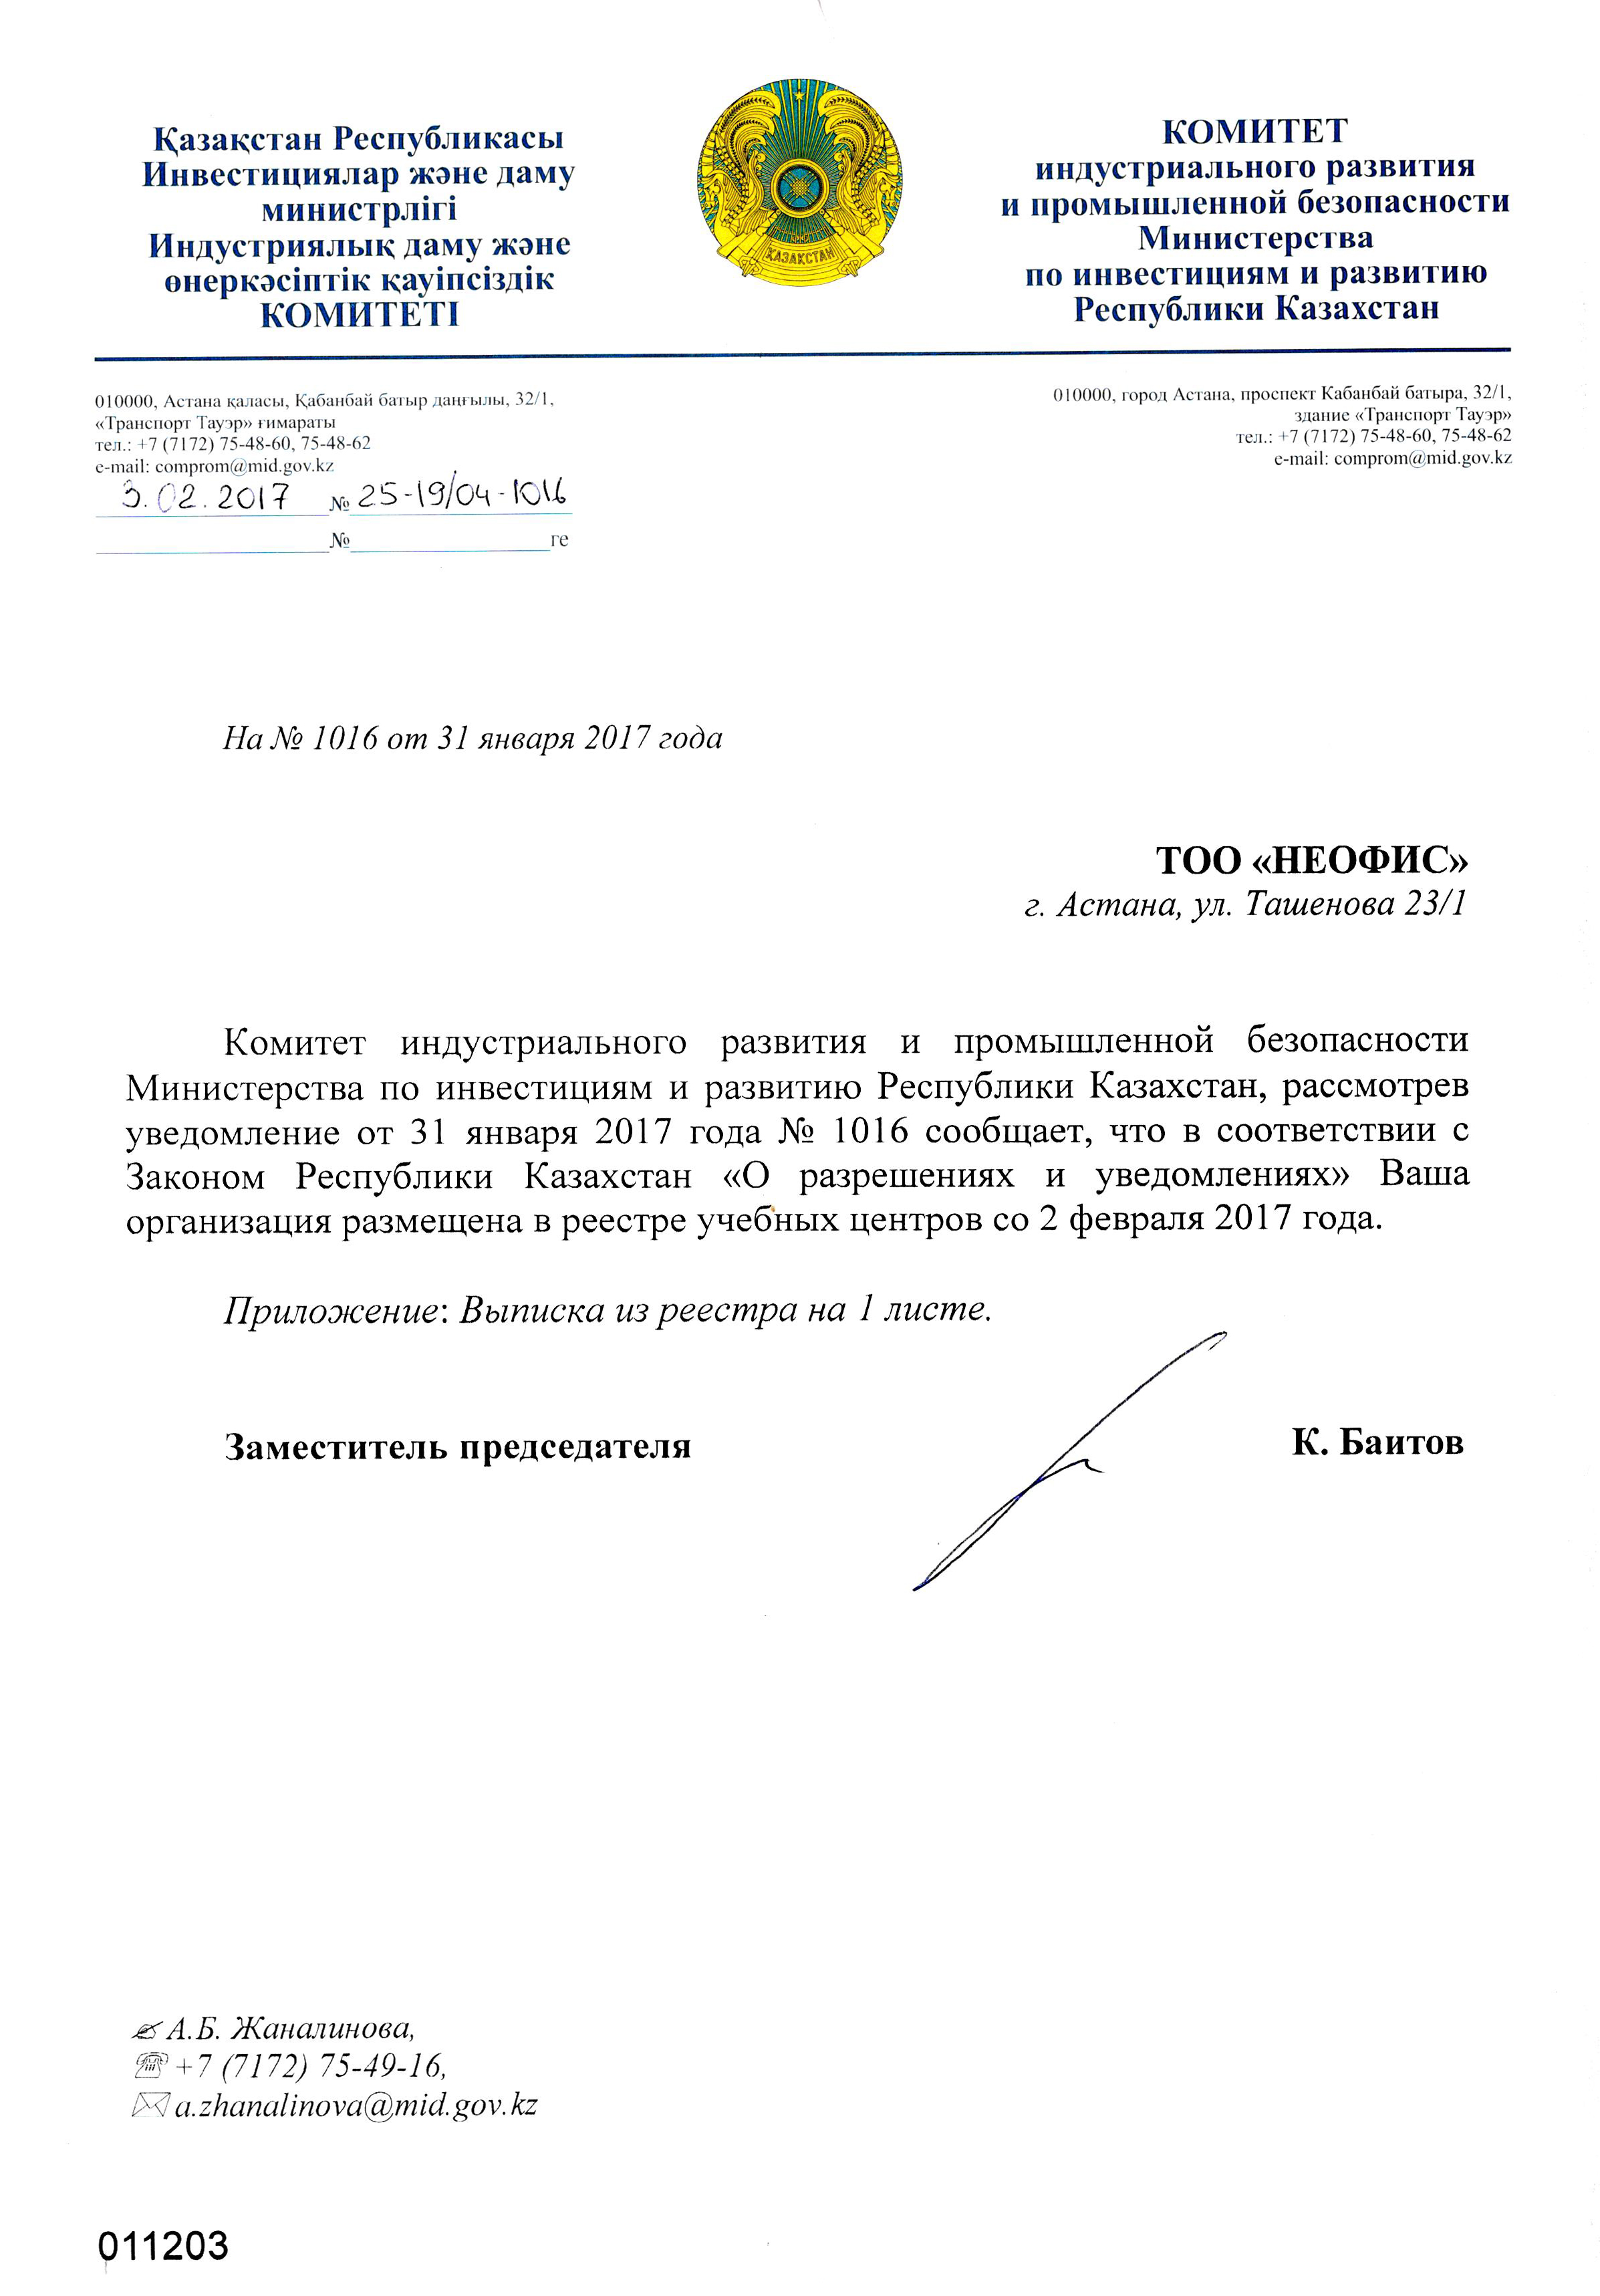 Қазақстан Республикасы
Инвестициялар және даму
министрлігі
Индустриялық даму және
өнеркәсіптік қауіпсіздік
КОМИТЕТІ
ҚАЗАҚСТАН
КОМИТЕТ
индустриального развития
и промышленной безопасности
Министерства
по инвестициям и развитию
Республики Казахстан
010000, Астана қаласы, Қабанбай батыр даңғылы, 32/1,
«Транспорт Тауэр» ғимараты
тел.: +7 (7172) 75-48-60, 75-48-62
e-mail: comprom@mid.gov.kz
3.02.2017 № 25-19/04-1016
№ ге
010000, город Астана, проспект Кабанбай батыра, 32/1,
здание «Транспорт Тауэр»
тел.: +7 (7172) 75-48-60, 75-48-62
e-mail: comprom@mid.gov.kz
На № 1016 от 31 января 2017 года
ТОО «НЕОФИС»
г. Астана, ул. Ташенова 23/1
Комитет индустриального развития и промышленной безопасности
Министерства по инвестициям и развитию Республики Казахстан, рассмотрев
уведомление от 31 января 2017 года № 1016 сообщает, что в соответствии с
Законом Республики Казахстан «О разрешениях и уведомлениях» Ваша
организация размещена в реестре учебных центров со 2 февраля 2017 года.
Приложение: Выписка из реестра на 1 листе.
Заместитель председателя К. Баитов
А.Б. Жаналинова,
+7 (7172) 75-49-16,
a.zhanalinova@mid.gov.kz
011203